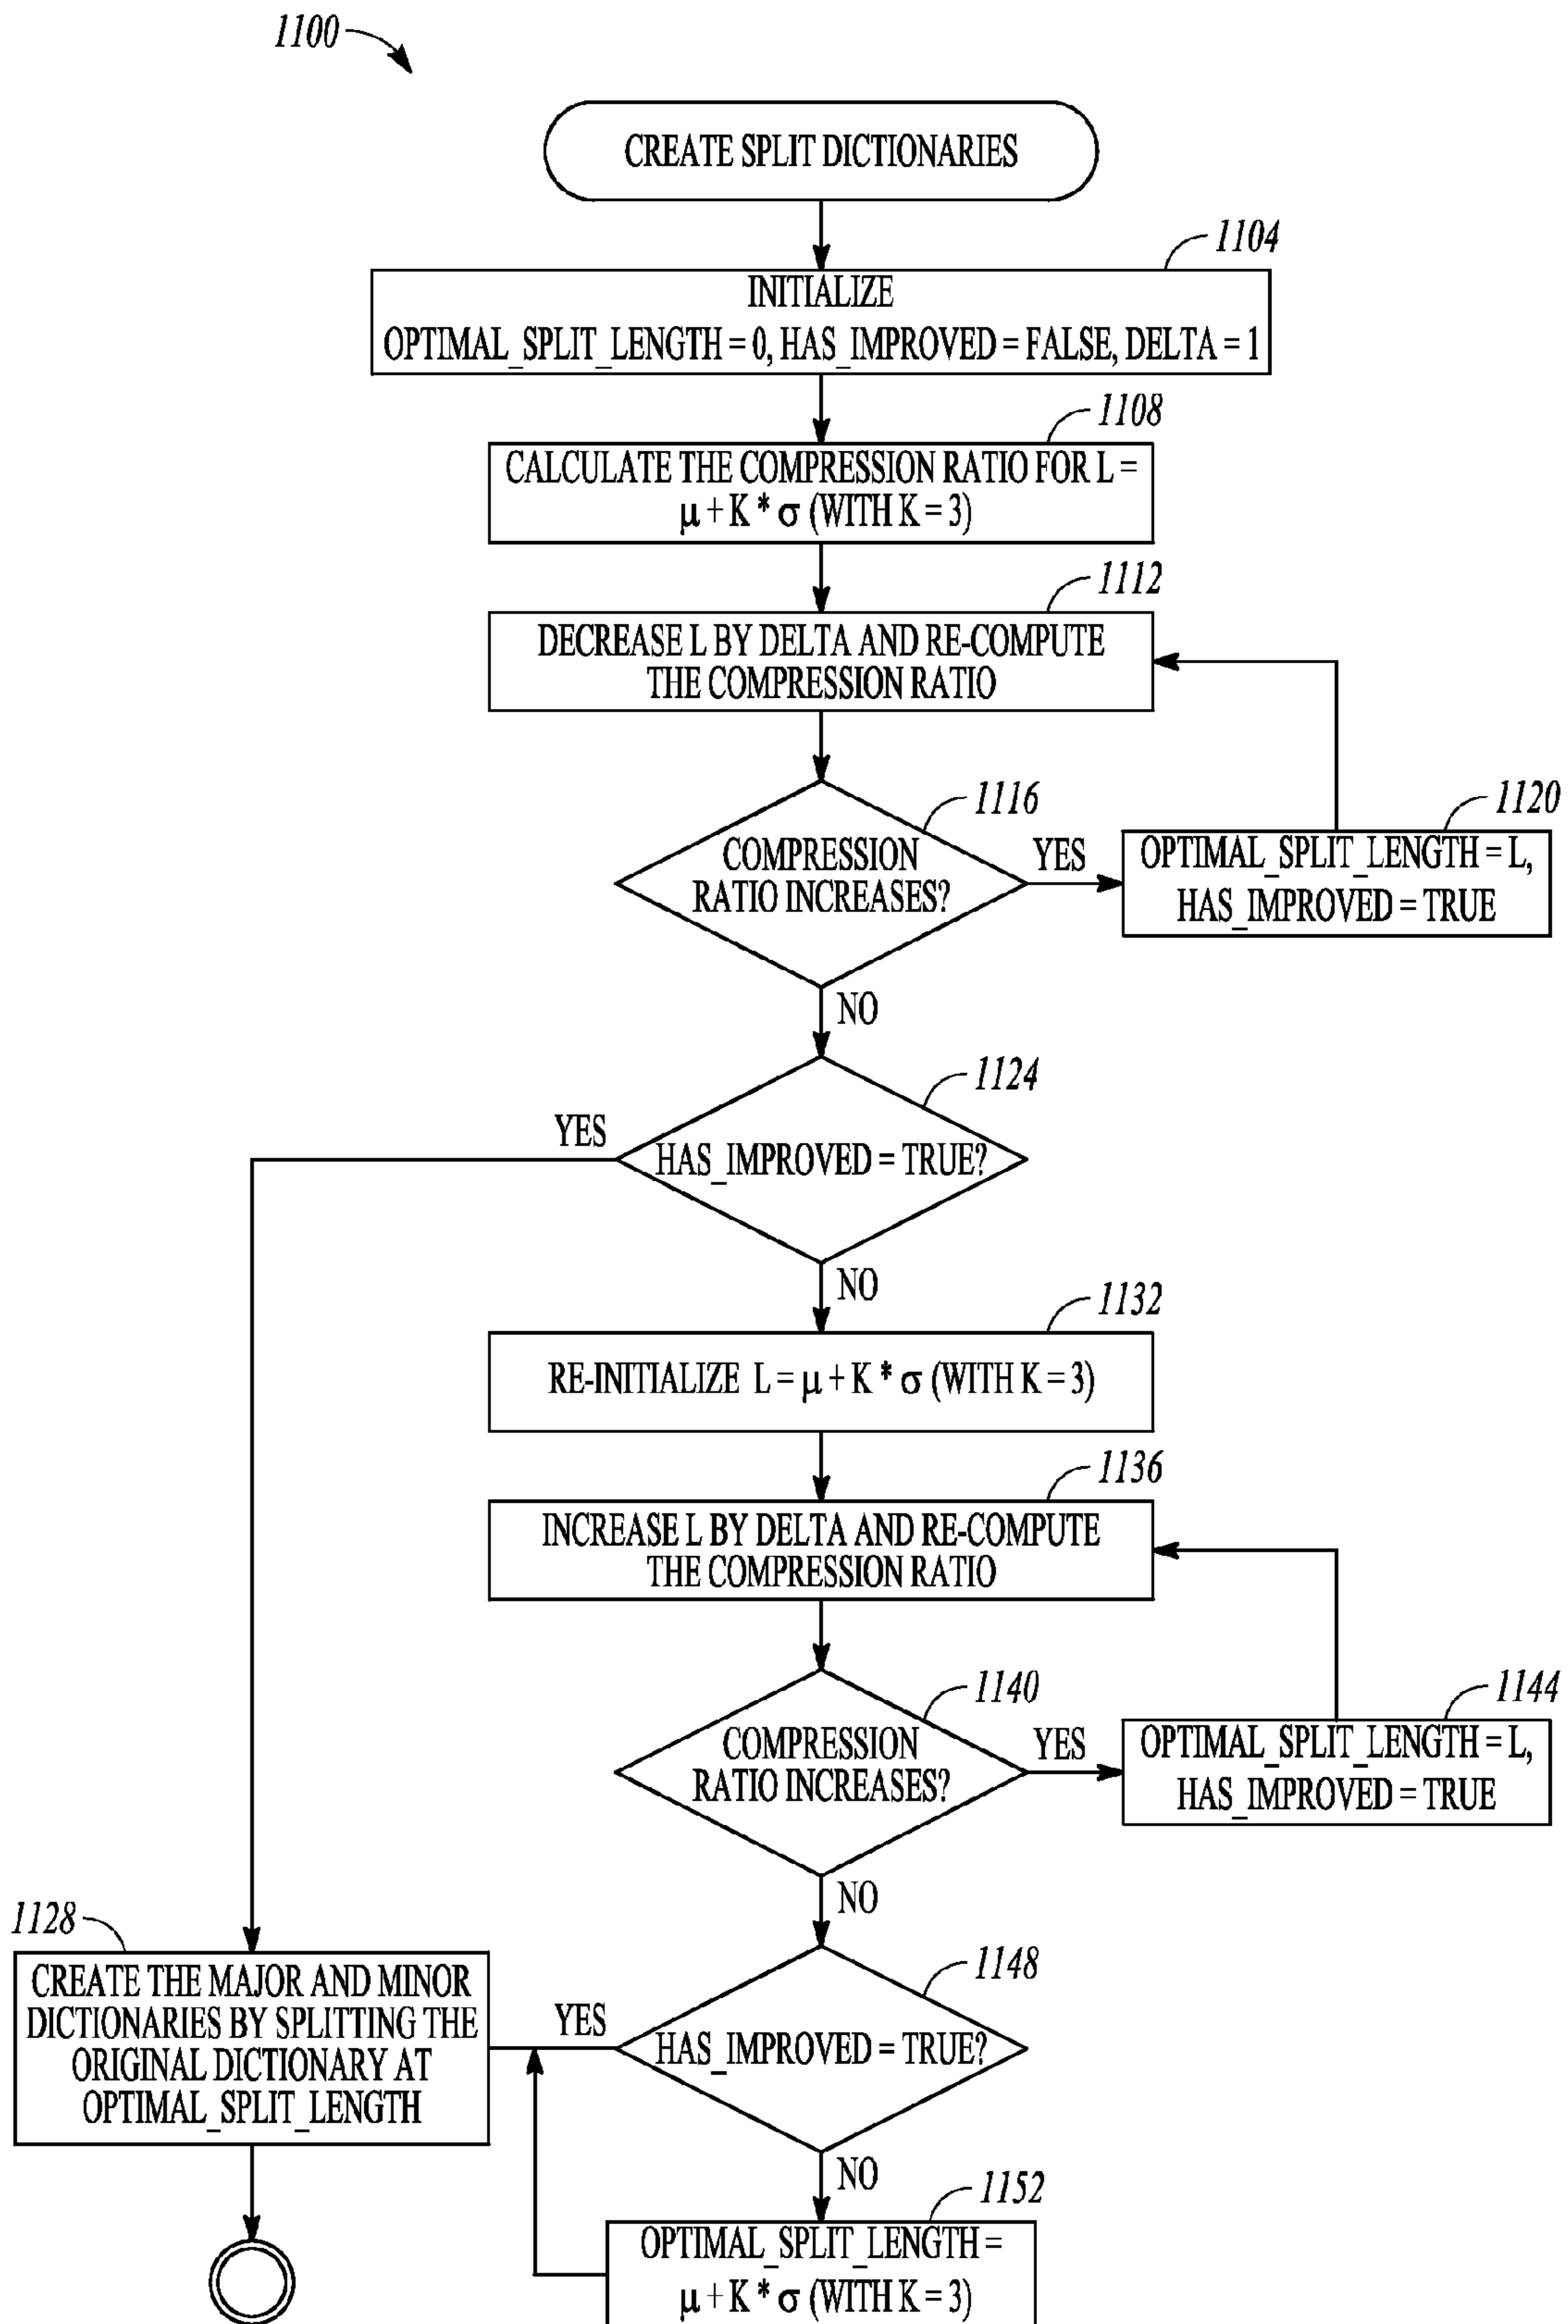 1100
CREATE SPLIT DICTIONARIES
1104
INITIALIZE
OPTIMAL_SPLIT_LENGTH = 0, HAS_IMPROVED = FALSE, DELTA = 1
1108
CALCULATE THE COMPRESSION RATIO FOR L =
μ + K * σ (WITH K = 3)
1112
DECREASE L BY DELTA AND RE-COMPUTE
THE COMPRESSION RATIO
1116
COMPRESSION
RATIO INCREASES?
YES
1120
OPTIMAL_SPLIT_LENGTH = L,
HAS_IMPROVED = TRUE
NO
1124
HAS_IMPROVED = TRUE?
YES
NO
1132
RE-INITIALIZE L = μ + K * σ (WITH K = 3)
1136
INCREASE L BY DELTA AND RE-COMPUTE
THE COMPRESSION RATIO
1140
COMPRESSION
RATIO INCREASES?
YES
1144
OPTIMAL_SPLIT_LENGTH = L,
HAS_IMPROVED = TRUE
NO
1148
HAS_IMPROVED = TRUE?
YES
1128
CREATE THE MAJOR AND MINOR
DICTIONARIES BY SPLITTING THE
ORIGINAL DICTIONARY AT
OPTIMAL_SPLIT_LENGTH
NO
1152
OPTIMAL_SPLIT_LENGTH =
μ + K * σ (WITH K = 3)